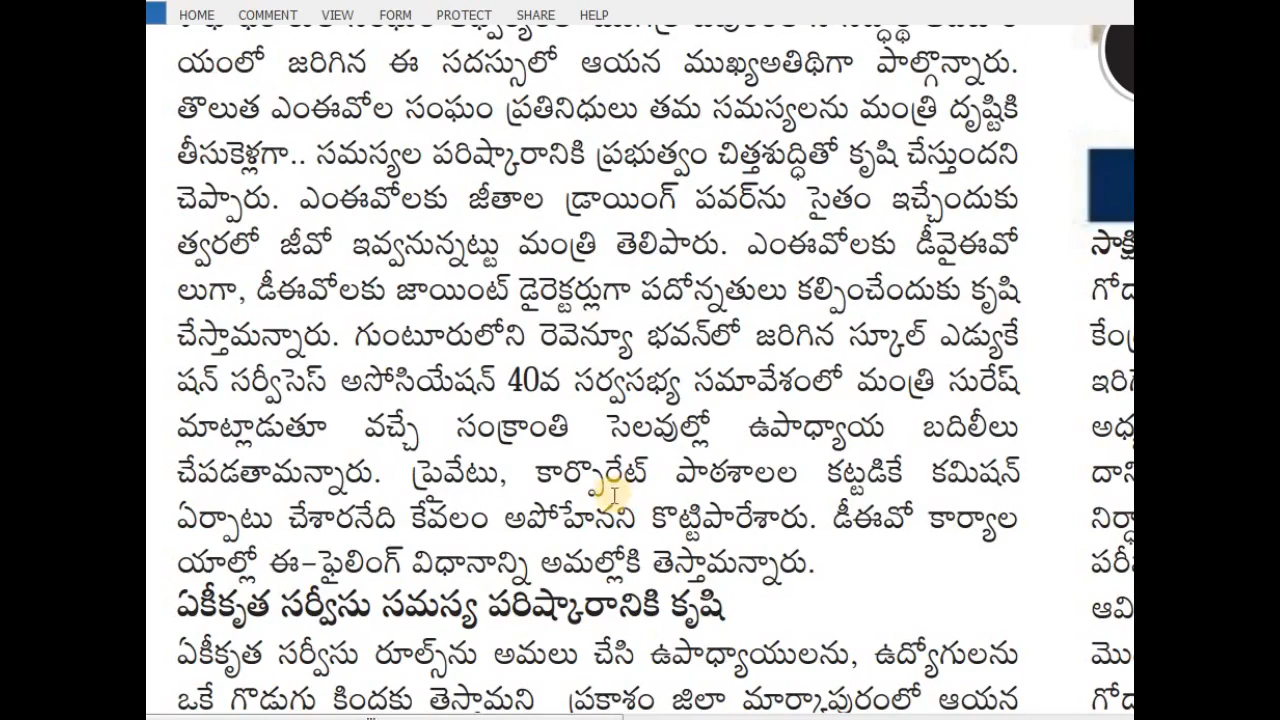 HOME COMMENT VIEW FORM PROTECT SHARE HELP
యంలో జరిగిన ఈ సదస్సులో ఆయన ముఖ్యఅతిథిగా పాల్గొన్నారు.
తొలుత ఎంఈవోల సంఘం ప్రతినిధులు తమ సమస్యలను మంత్రి దృష్టికి
తీసుకెళ్లగా.. సమస్యల పరిష్కారానికి ప్రభుత్వం చిత్తశుద్ధితో కృషి చేస్తుందని
చెప్పారు. ఎంఈవోలకు జీతాల డ్రాయింగ్ పవర్‌ను సైతం ఇచ్చేందుకు
త్వరలో జీవో ఇవ్వనున్నట్టు మంత్రి తెలిపారు. ఎంఈవోలకు డీవైఈవో
లుగా, డీఈవోలకు జాయింట్ డైరెక్టర్లుగా పదోన్నతులు కల్పించేందుకు కృషి
చేస్తామన్నారు. గుంటూరులోని రెవెన్యూ భవన్‌లో జరిగిన స్కూల్ ఎడ్యుకే
షన్ సర్వీసెస్ అసోసియేషన్ 40వ సర్వసభ్య సమావేశంలో మంత్రి సురేష్
మాట్లాడుతూ వచ్చే సంక్రాంతి సెలవుల్లో ఉపాధ్యాయ బదిలీలు
చేపడతామన్నారు. ప్రైవేటు, కార్పొరేట్ పాఠశాలల కట్టడికే కమిషన్
ఏర్పాటు చేశారనేది కేవలం అపోహేనని కొట్టిపారేశారు. డీఈవో కార్యాల
యాల్లో ఈ-ఫైలింగ్ విధానాన్ని అమల్లోకి తెస్తామన్నారు.
ఏకీకృత సర్వీసు సమస్య పరిష్కారానికి కృషి
ఏకీకృత సర్వీసు రూల్స్‌ను అమలు చేసి ఉపాధ్యాయులను, ఉద్యోగులను
ఒకే గొడుగు కిందకు తెస్తామని ప్రకాశం జిల్లా మార్కాపురంలో ఆయన